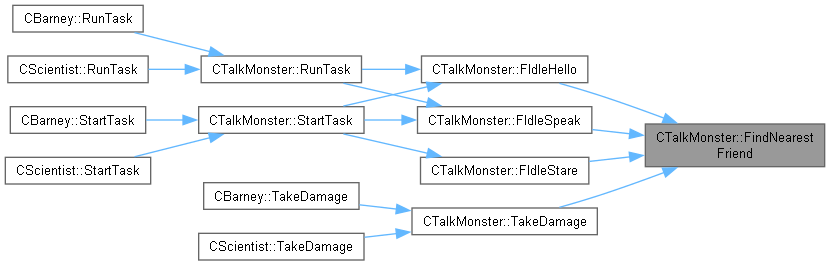 CBarney::RunTask
CScientist::RunTask
CBarney::StartTask
CScientist::StartTask
CTalkMonster::RunTask
CTalkMonster::StartTask
CBarney::TakeDamage
CScientist::TakeDamage
CTalkMonster::FIdleHello
CTalkMonster::FIdleSpeak
CTalkMonster::FIdleStare
CTalkMonster::TakeDamage
CTalkMonster::FindNearest
Friend